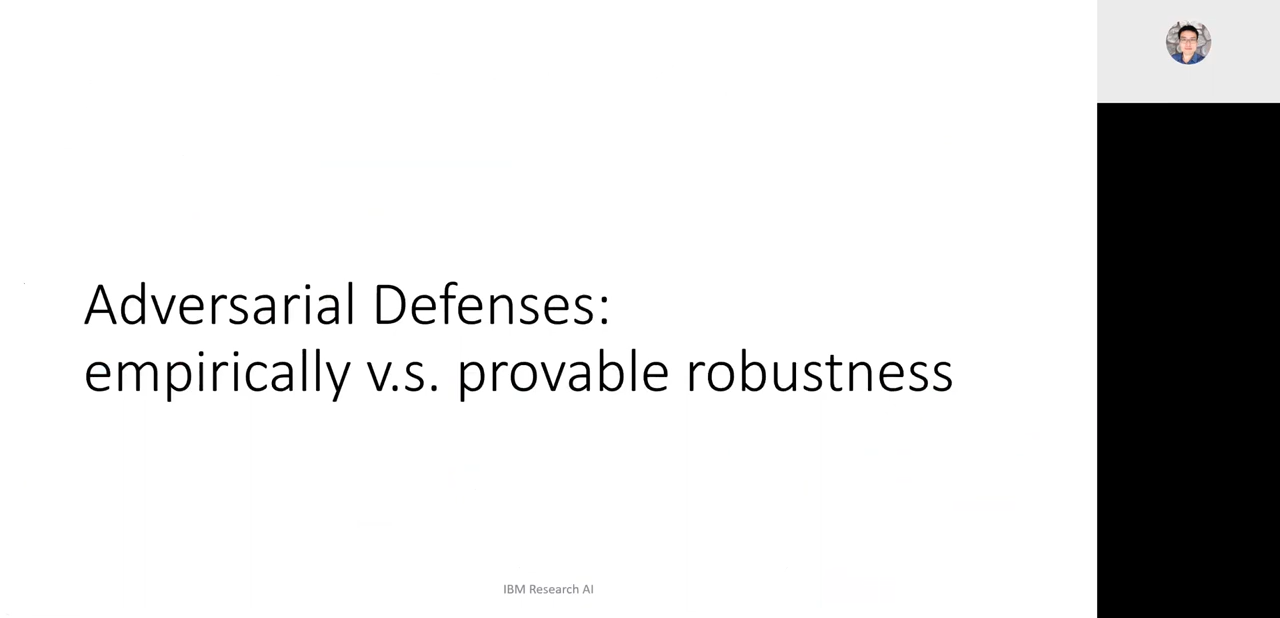 Adversarial Defenses:
empirically v.s. provable robustness
IBM Research AI